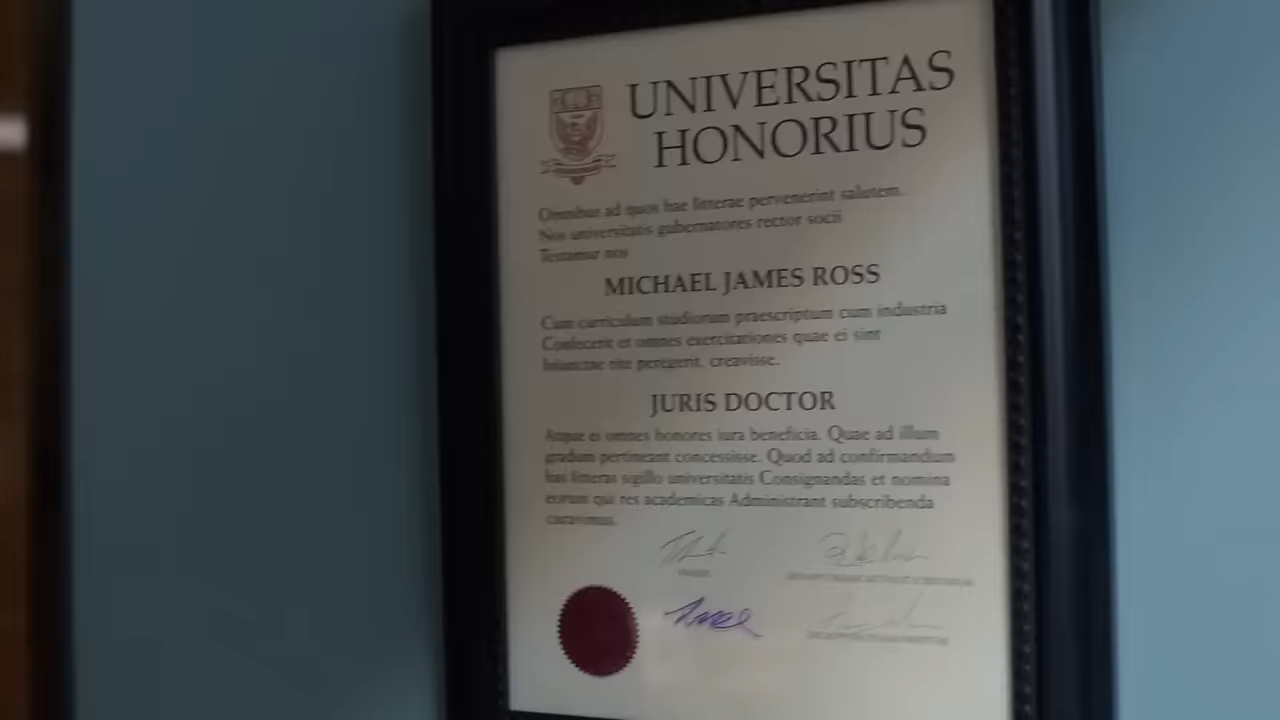 UNIVERSITAS
HONORIUS
Omnibus ad quos hae litterae pervenerint salutem.
Nos universitatis gubernatores rector socii
Testamur nos
MICHAEL JAMES ROSS
Cum curriculum studiorum praescriptum cum industria
Confecerit et omnes exercitationes quae ei sint
rite peregerit, creavisse.
JURIS DOCTOR
Atque ei omnes honores iura beneficia. Quae ad illum
gradum pertineant concessisse. Quod ad confirmandum
has litteras sigillo universitatis Consignandas et nomina
eorum qui res academicas Administrant subscribenda
curavimus.